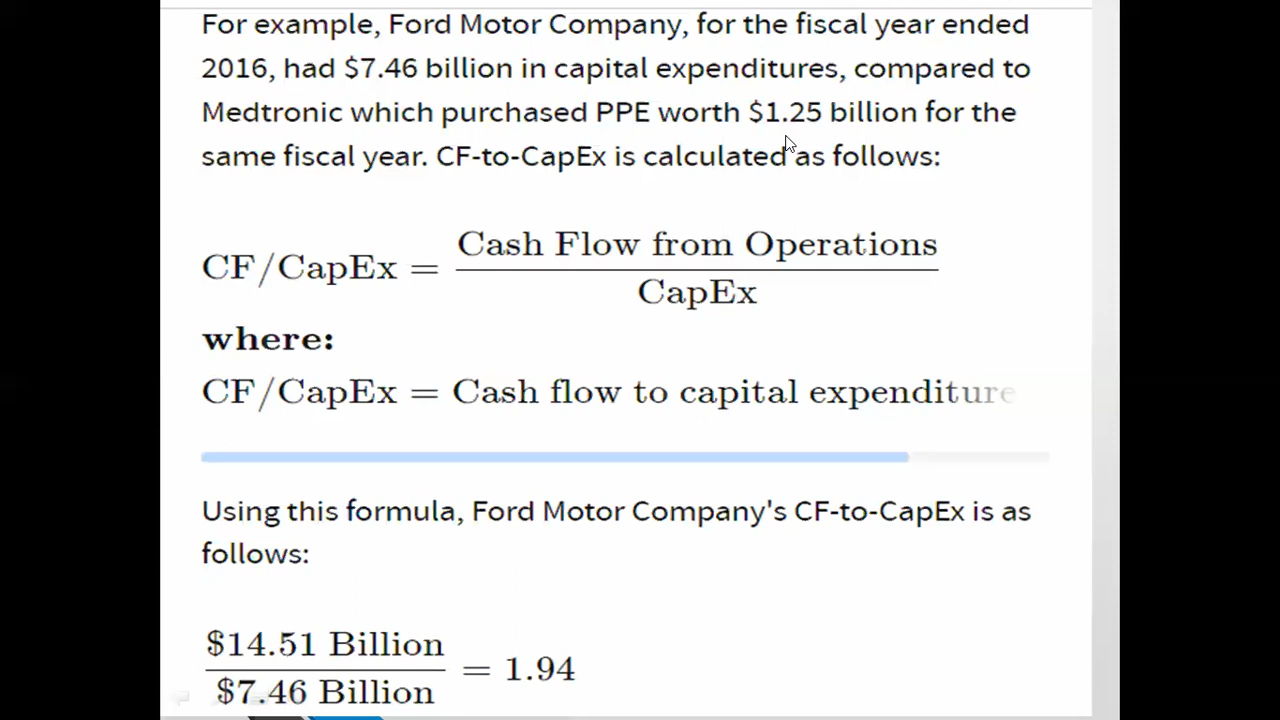 For example, Ford Motor Company, for the fiscal year ended
2016, had $7.46 billion in capital expenditures, compared to
Medtronic which purchased PPE worth $1.25 billion for the
same fiscal year. CF-to-CapEx is calculated as follows:
CF/CapEx = Cash Flow from Operations
CapEx
where:
CF/CapEx = Cash flow to capital expenditure
Using this formula, Ford Motor Company's CF-to-CapEx is as
follows:
$14.51 Billion
$7.46 Billion
= 1.94